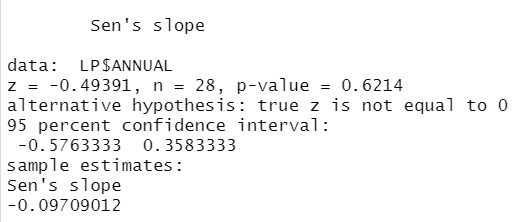 Sen's slope
data: LP$ANNUAL
z = -0.49391, n = 28, p-value = 0.6214
alternative hypothesis: true z is not equal to 0
95 percent confidence interval:
-0.5763333 0.3583333
sample estimates:
Sen's slope
-0.09709012